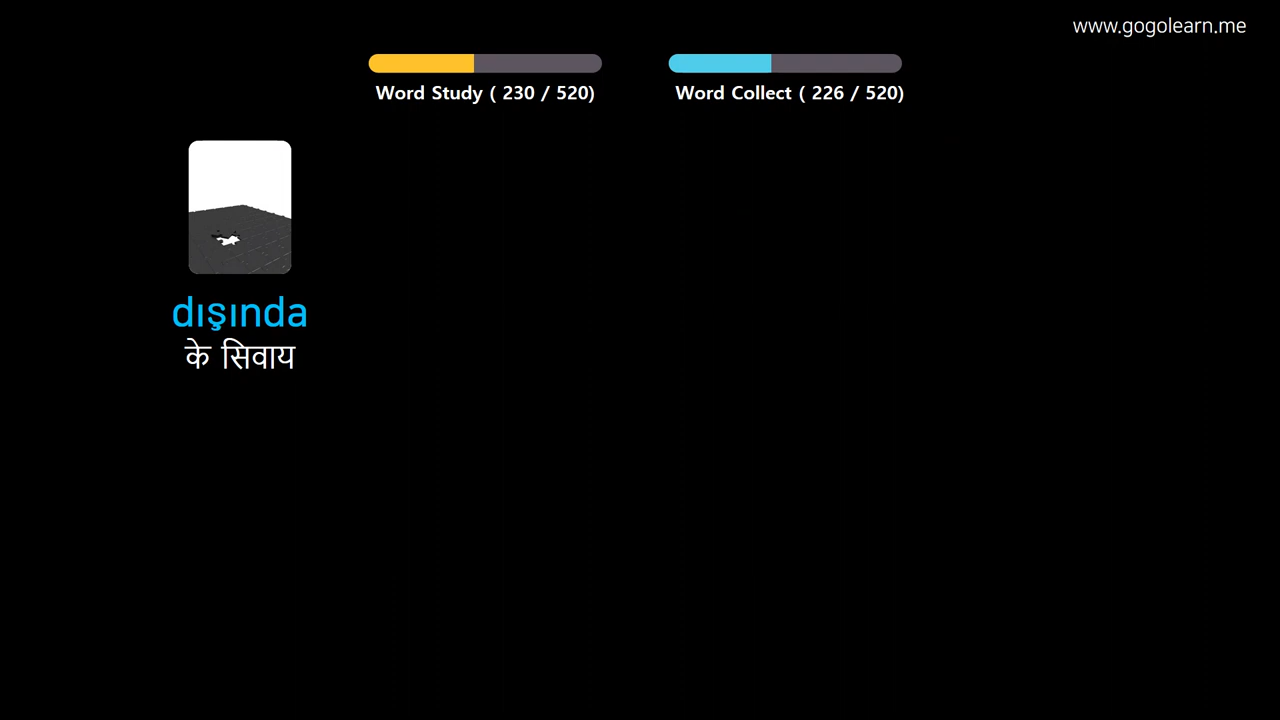 www.gogolearn.me
Word Study ( 230 / 520)
Word Collect ( 226 / 520)
dışında
के सिवाय